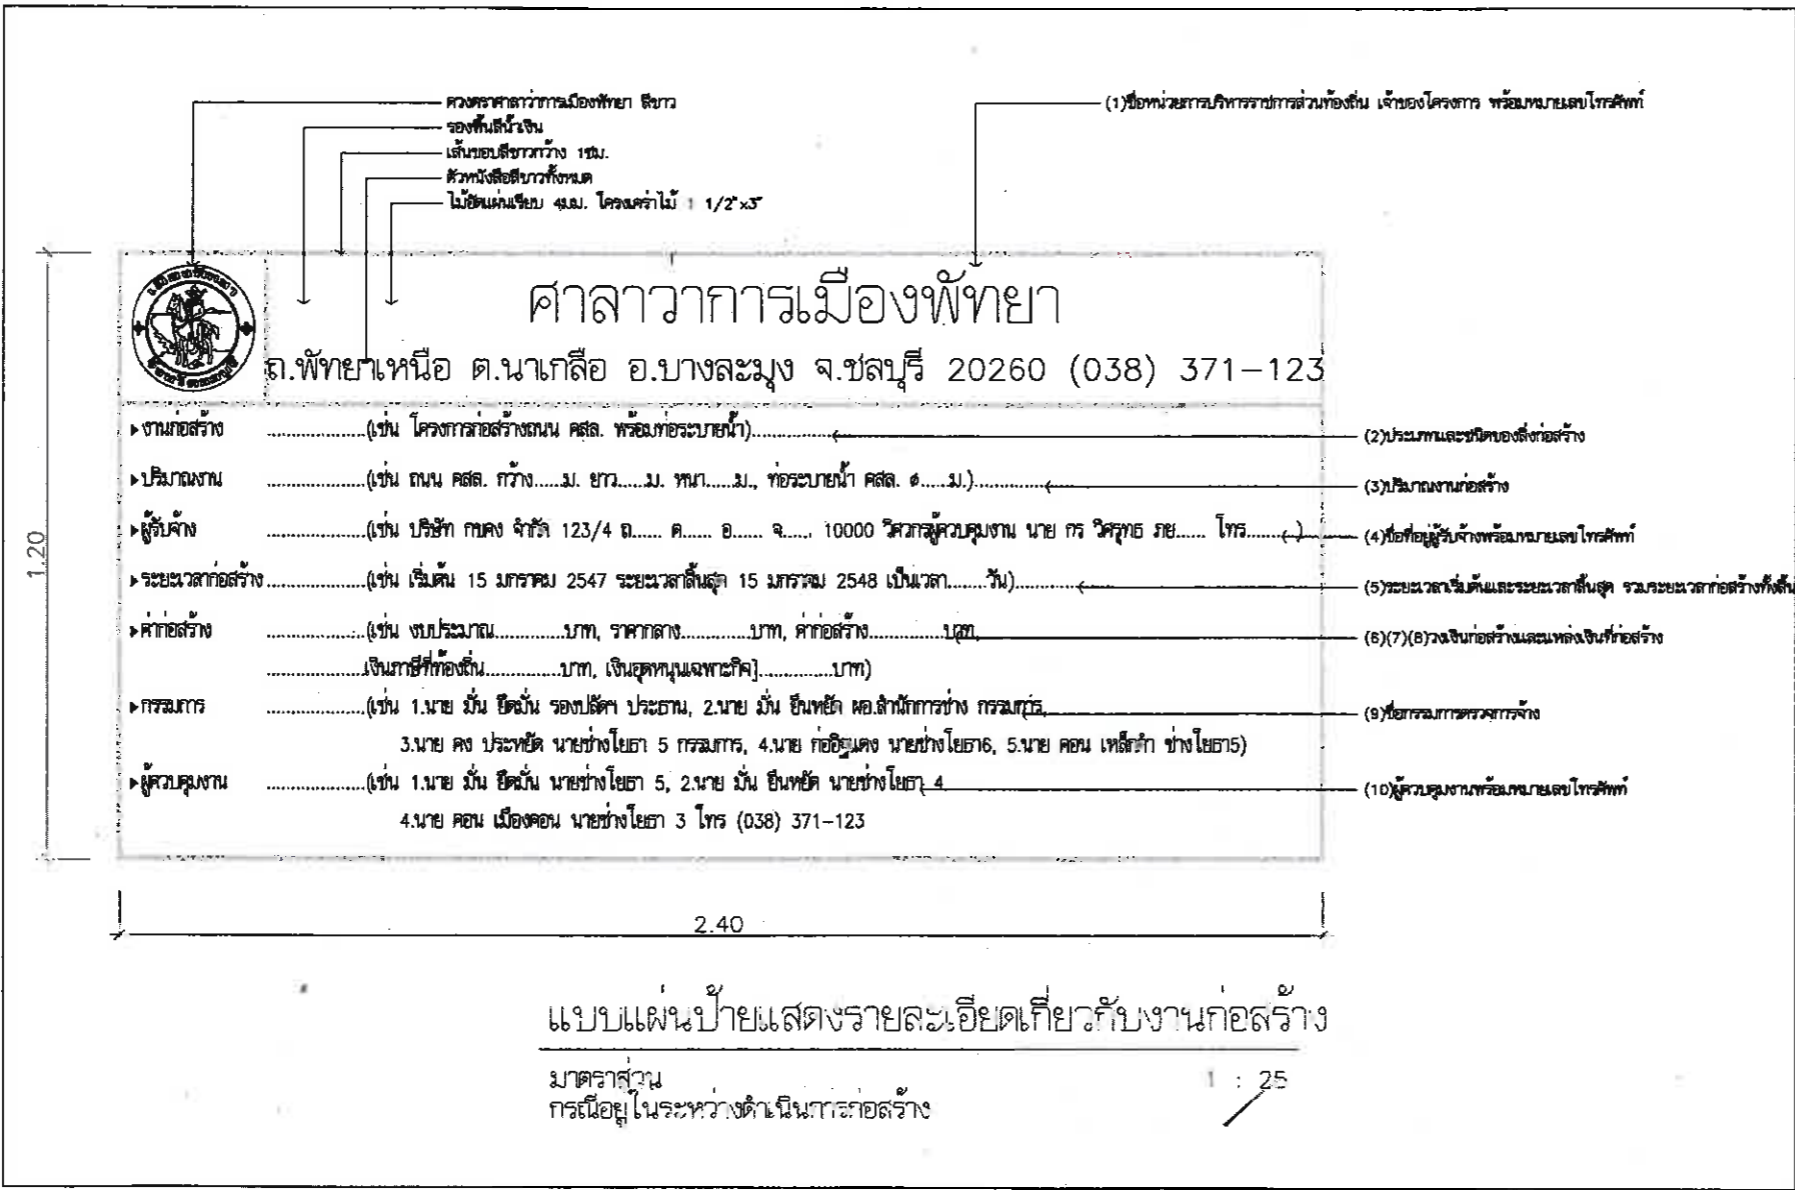 ดวงตราศาลาว่าการเมืองพัทยา สีขาว
รองพื้นสีน้ำเงิน
เส้นขอบสีขาวกว้าง 1ซม.
ตัวหนังสือสีขาวทั้งหมด
ไม้อัดแผ่นเรียบ 4มม. โครงเคร่าไม้ 1 1/2"x3"
(1)ชื่อหน่วยการบริหารราชการส่วนท้องถิ่น เจ้าของโครงการ พร้อมหมายเลขโทรศัพท์
ศาลาวาการเมืองพัทยา
ถ.พัทยาเหนือ ต.นาเกลือ อ.บางละมุง จ.ชลบุรี 20260 (038) 371-123
▸งานก่อสร้าง ..................(เช่น โครงการก่อสร้างถนน คสล. พร้อมท่อระบายน้ำ)...............
(2)ประเภทและชนิดของสิ่งก่อสร้าง
▸ปริมาณงาน ..................(เช่น ถนน คสล. กว้าง.....ม. ยาว.....ม. หนา.....ม., ท่อระบายน้ำ คสล. ø.....ม.).............
(3)ปริมาณงานก่อสร้าง
▸ผู้รับจ้าง ..................(เช่น บริษัท กขคง จำกัด 123/4 ถ...... ต...... อ...... จ..... 10000 วิศวกรผู้ควบคุมงาน นาย กร วิศรุทธ ภย...... โทร.......)
(4)ชื่อที่อยู่ผู้รับจ้างพร้อมหมายเลขโทรศัพท์
▸ระยะเวลาก่อสร้าง..................(เช่น เริ่มต้น 15 มกราคม 2547 ระยะเวลาสิ้นสุด 15 มกราคม 2548 เป็นเวลา.......วัน)............
(5)ระยะเวลาเริ่มต้นและระยะเวลาสิ้นสุด รวมระยะเวลาก่อสร้างทั้งสิ้น
▸ค่าก่อสร้าง ..................(เช่น งบประมาณ.............บาท, ราคากลาง.............บาท, ค่าก่อสร้าง..............บาท,
(6)(7)(8)วงเงินก่อสร้างและแหล่งเงินที่ก่อสร้าง
..................เงินภาษีที่ท้องถิ่น..............บาท, เงินอุดหนุนเฉพาะกิจ]..............บาท)
▸กรรมการ ..................(เช่น 1.นาย มั่น ยึดมั่น รองปลัดฯ ประธาน, 2.นาย มั่น ยืนหยัด ผอ.สำนักการช่าง กรรมการ,
(9)ชื่อกรรมการตรวจการจ้าง
3.นาย คง ประหยัด นายช่างโยธา 5 กรรมการ, 4.นาย ก่ออิฐแดง นายช่างโยธา6, 5.นาย คอน เหล็กกำ ช่างโยธา5)
▸ผู้ควบคุมงาน ..................(เช่น 1.นาย มั่น ยึดมั่น นายช่างโยธา 5, 2.นาย มั่น ยืนหยัด นายช่างโยธา 4
(10)ผู้ควบคุมงานพร้อมหมายเลขโทรศัพท์
4.นาย คอน เมืองคอน นายช่างโยธา 3 โทร (038) 371-123
1.20
2.40
แบบแผ่นป้ายแสดงรายละเอียดเกี่ยวกับงานก่อสร้าง
มาตราส่วน 1 : 25
กรณีอยู่ในระหว่างดำเนินการก่อสร้าง